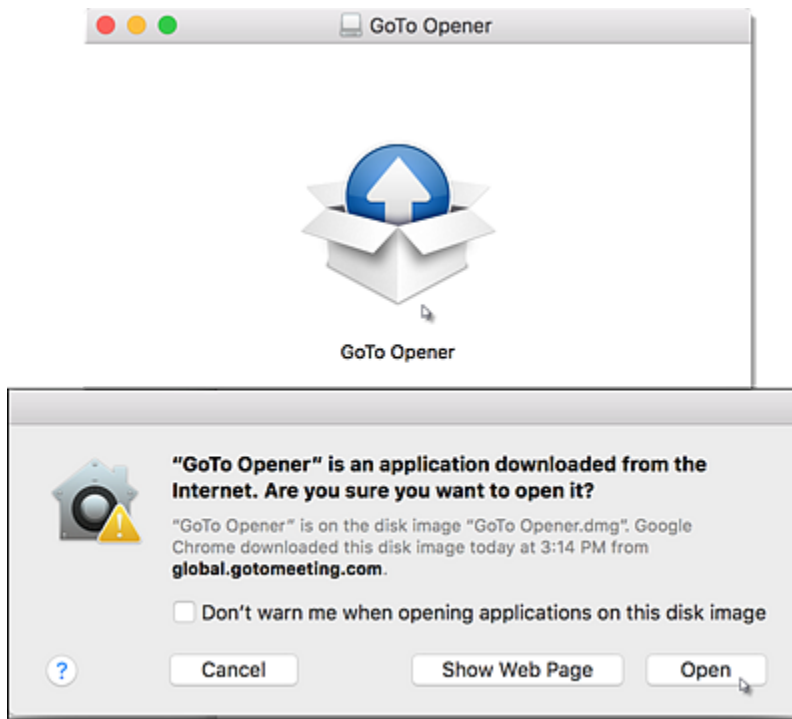 GoTo Opener
GoTo Opener
“GoTo Opener” is an application downloaded from the
Internet. Are you sure you want to open it?
“GoTo Opener” is on the disk image “GoTo Opener.dmg”. Google
Chrome downloaded this disk image today at 3:14 PM from
global.gotomeeting.com.
Don’t warn me when opening applications on this disk image
? Cancel Show Web Page Open